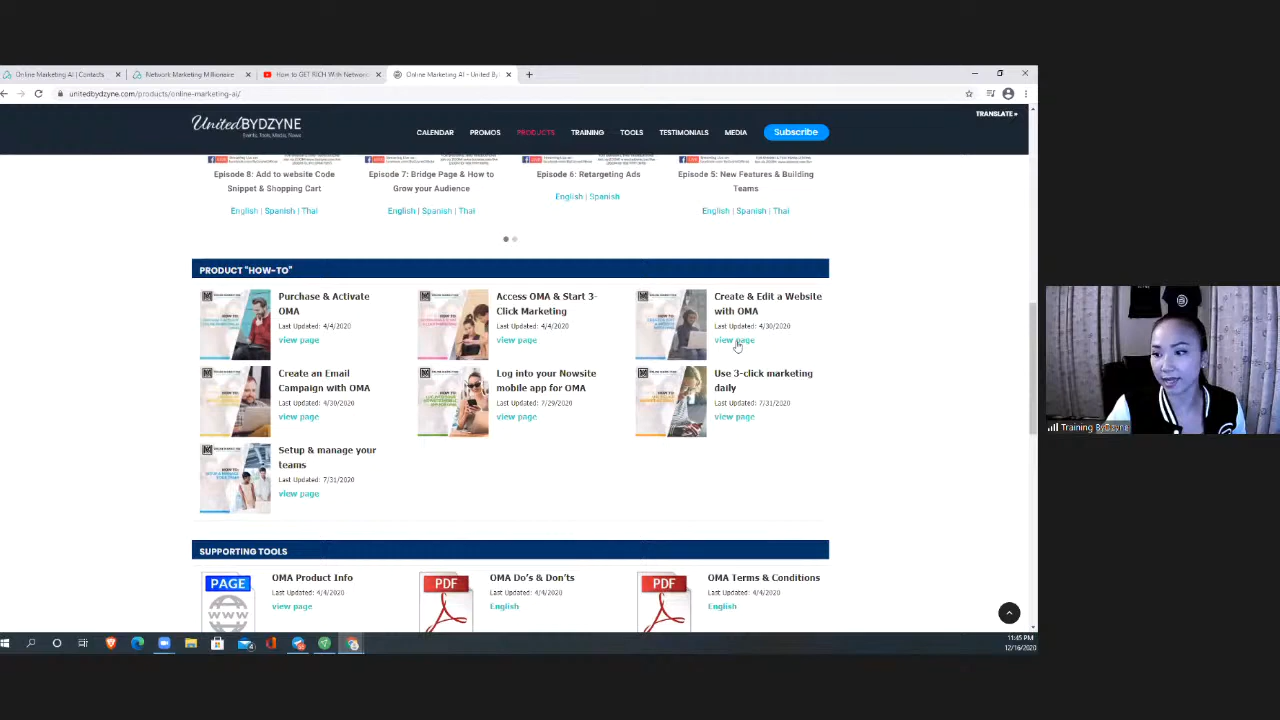 Online Marketing AI | Contacts
Network Marketing Millionaire
How to GET RICH With Networ
Online Marketing AI - United By
unitedbydzyne.com/products/online-marketing-ai/
TRANSLATE »
UnitedBYDZYNE
Events, Tools, Media, News
CALENDAR PROMOS PRODUCTS TRAINING TOOLS TESTIMONIALS MEDIA Subscribe
Episode 8: Add to website Code
Snippet & Shopping Cart
English | Spanish | Thai
Episode 7: Bridge Page & How to
Grow your Audience
English | Spanish | Thai
Episode 6: Retargeting Ads
English | Spanish
Episode 5: New Features & Building
Teams
English | Spanish | Thai
PRODUCT "HOW-TO"
Purchase & Activate
OMA
Last Updated: 4/4/2020
view page
Access OMA & Start 3-
Click Marketing
Last Updated: 4/4/2020
view page
Create & Edit a Website
with OMA
Last Updated: 4/30/2020
view page
Create an Email
Campaign with OMA
Last Updated: 4/30/2020
view page
Log into your Nowsite
mobile app for OMA
Last Updated: 7/29/2020
view page
Use 3-click marketing
daily
Last Updated: 7/31/2020
view page
Setup & manage your
teams
Last Updated: 7/31/2020
view page
SUPPORTING TOOLS
PAGE
OMA Product Info
Last Updated: 4/4/2020
view page
PDF
OMA Do's & Don'ts
Last Updated: 4/4/2020
English
PDF
OMA Terms & Conditions
Last Updated: 4/4/2020
English
11:45 PM
12/16/2020
Training ByDzyne